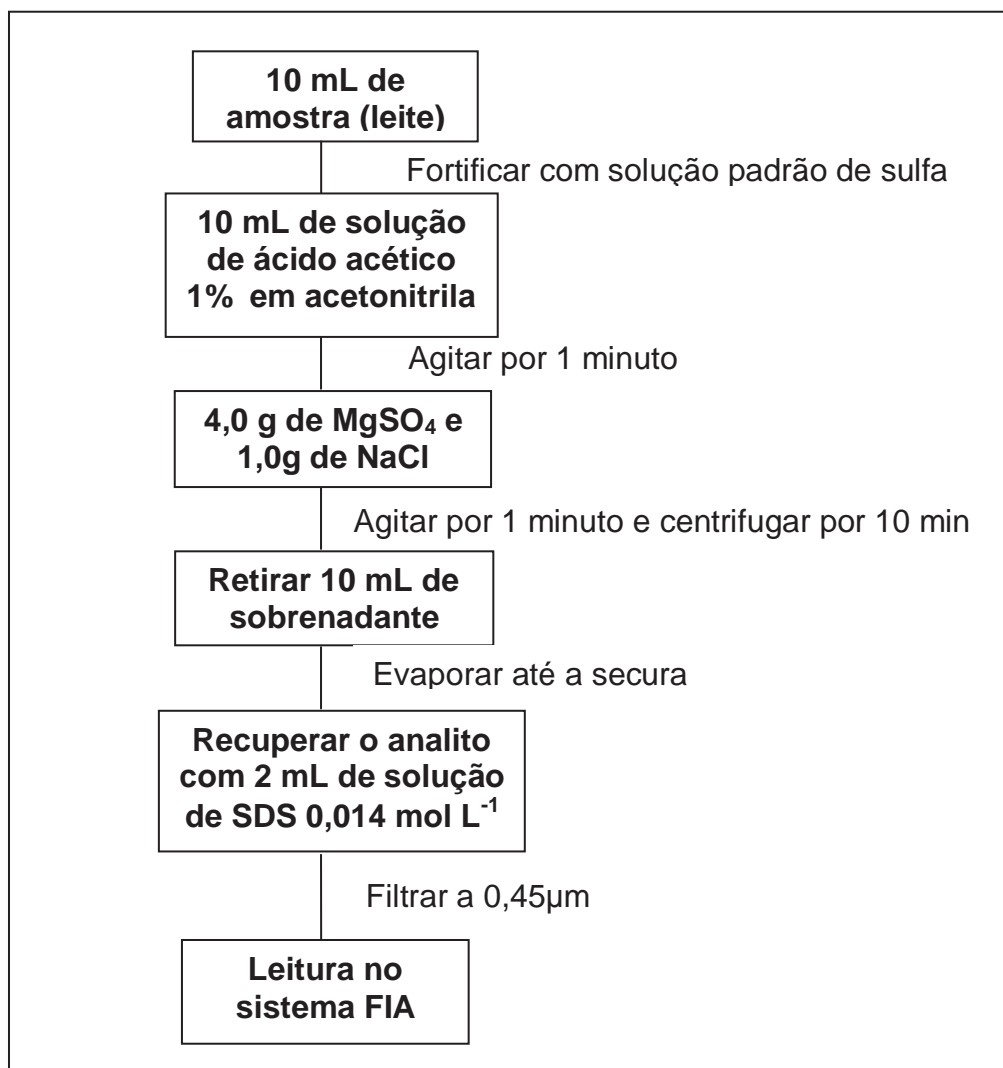 10 mL de
amostra (leite)
Fortificar com solução padrão de sulfa
10 mL de solução
de ácido acético
1% em acetonitrila
Agitar por 1 minuto
4,0 g de MgSO₄ e
1,0g de NaCl
Agitar por 1 minuto e centrifugar por 10 min
Retirar 10 mL de
sobrenadante
Evaporar até a secura
Recuperar o analito
com 2 mL de solução
de SDS 0,014 mol L⁻¹
Filtrar a 0,45µm
Leitura no
sistema FIA